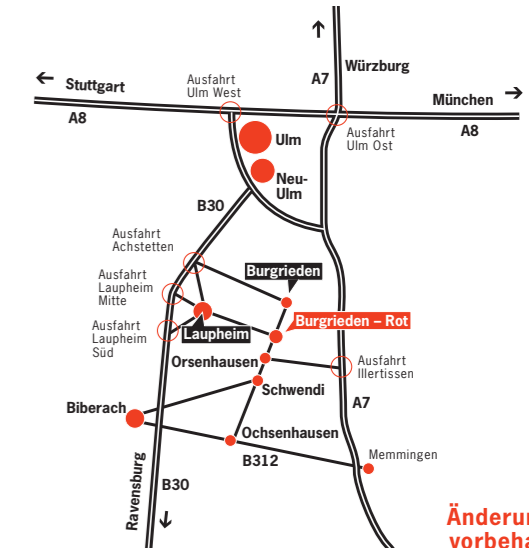 Würzburg
A7
Stuttgart
Ausfahrt
Ulm West
München
A8
A8
Ausfahrt
Ulm Ost
Ulm
Neu-
Ulm
B30
Ausfahrt
Achstetten
Burgrieden
Ausfahrt
Laupheim
Mitte
Burgrieden – Rot
Ausfahrt
Laupheim
Süd
Laupheim
Orsenhausen
Ausfahrt
Illertissen
Schwendi
A7
Biberach
Ochsenhausen
B312
Memmingen
Ravensburg
B30